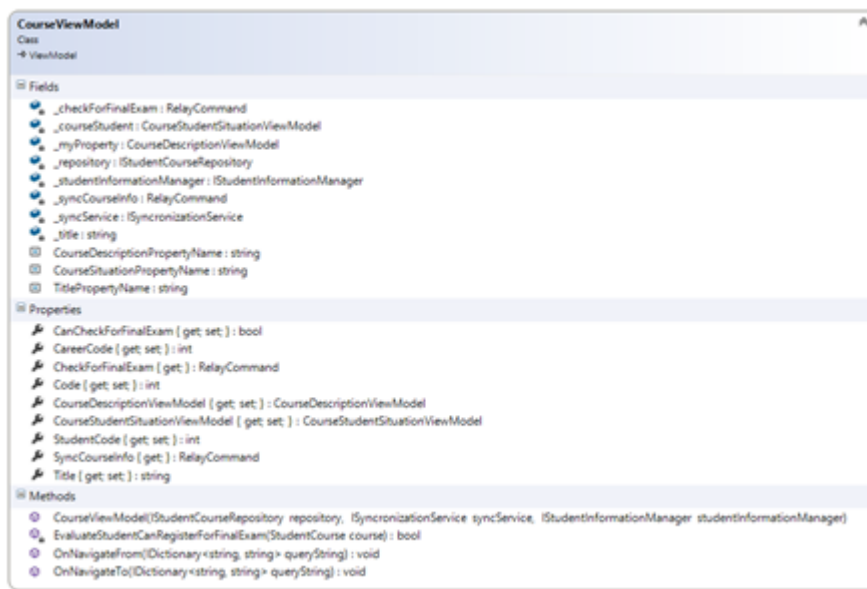 CourseViewModel
Class
ViewModel
Fields
_checkForFinalExam : RelayCommand
_courseStudent : CourseStudentSituationViewModel
_myProperty : CourseDescriptionViewModel
_repository : IStudentCourseRepository
_studentInformationManager : IStudentInformationManager
_syncCourseInfo : RelayCommand
_syncService : ISyncronizationService
_title : string
CourseDescriptionPropertyName : string
CourseSituationPropertyName : string
TitlePropertyName : string
Properties
CanCheckForFinalExam { get; set; } : bool
CareerCode { get; set; } : int
CheckForFinalExam { get; } : RelayCommand
Code { get; set; } : int
CourseDescriptionViewModel { get; set; } : CourseDescriptionViewModel
CourseStudentSituationViewModel { get; set; } : CourseStudentSituationViewModel
StudentCode { get; set; } : int
SyncCourseInfo { get; } : RelayCommand
Title { get; set; } : string
Methods
CourseViewModel(IStudentCourseRepository repository, ISyncronizationService syncService, IStudentInformationManager studentInformationManager)
EvaluateStudentCanRegisterForFinalExam(StudentCourse course) : bool
OnNavigateFrom(IDictionary<string, string> queryString) : void
OnNavigateTo(IDictionary<string, string> queryString) : void